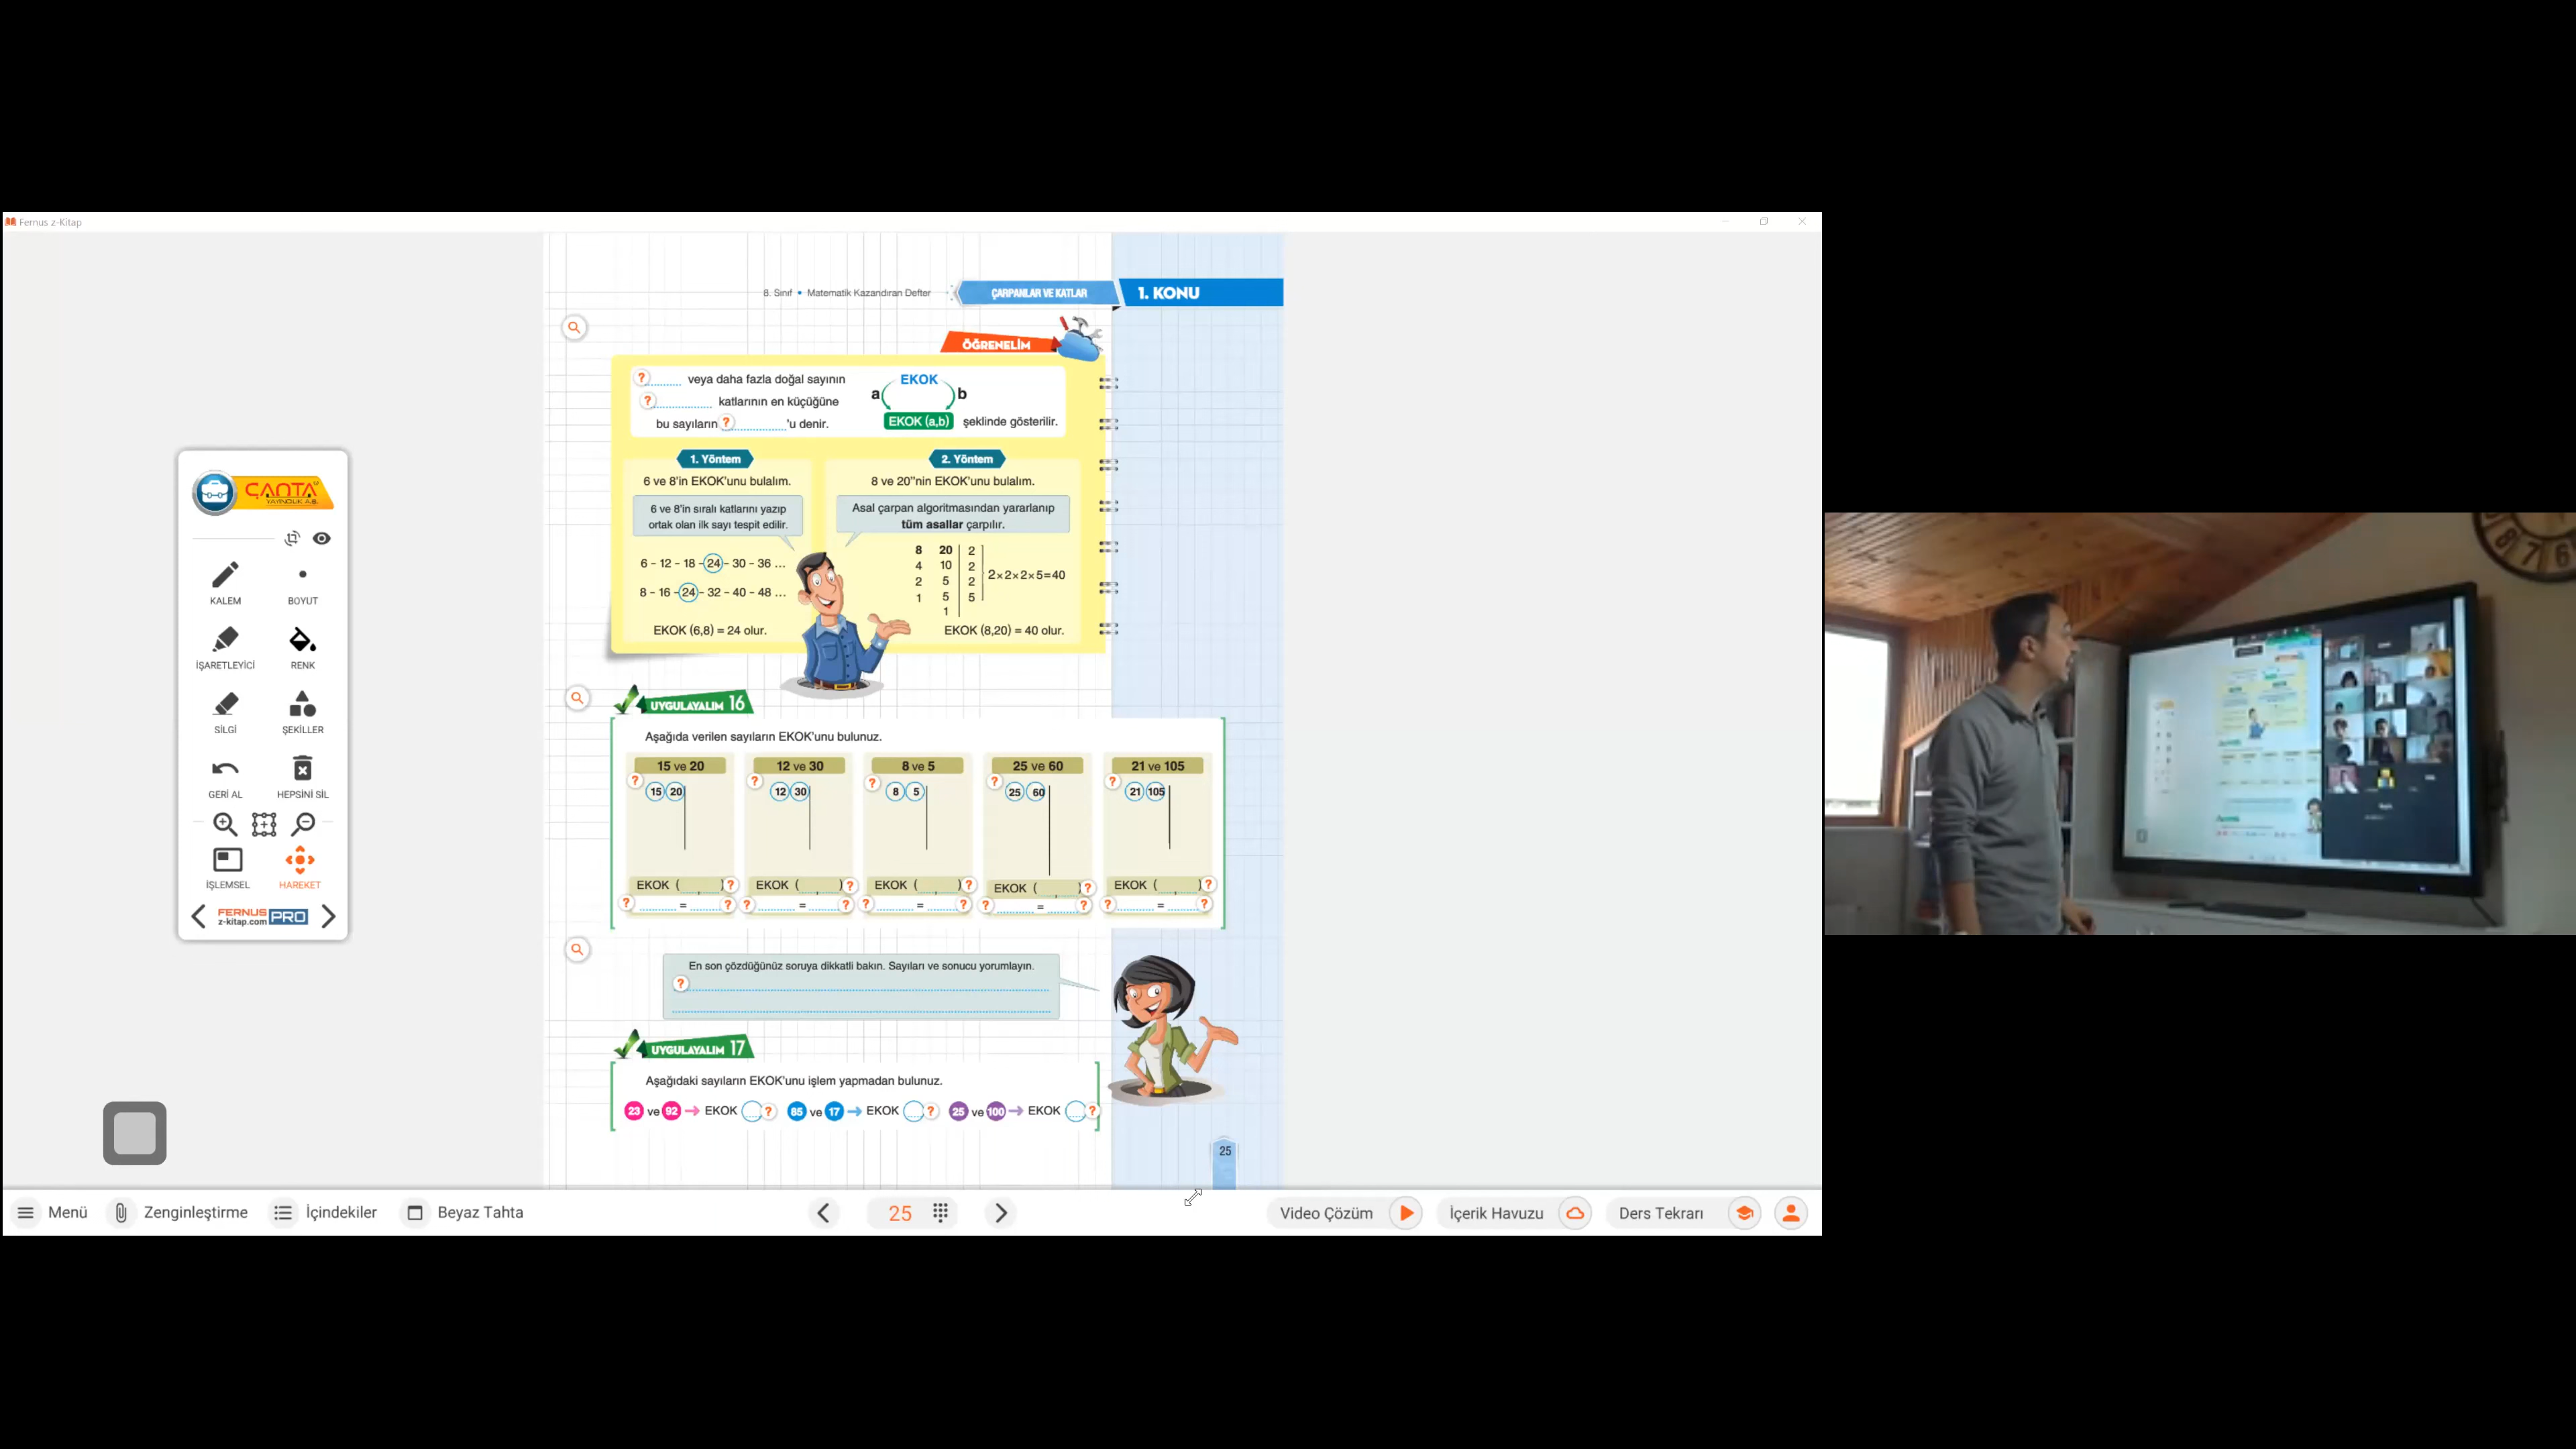 Fernus z-Kitap
8. Sınıf • Matematik Kazandıran Defter
ÇARPANLAR VE KATLAR
1. KONU
ÖĞRENELİM
? veya daha fazla doğal sayının
? katlarının en küçüğüne
bu sayıların ? 'u denir.
EKOK
a b
EKOK (a,b) şeklinde gösterilir.
1. Yöntem
6 ve 8'in EKOK'unu bulalım.
6 ve 8'in sıralı katlarını yazıp
ortak olan ilk sayı tespit edilir.
6 - 12 - 18 - 24 - 30 - 36 ...
8 - 16 - 24 - 32 - 40 - 48 ...
EKOK (6,8) = 24 olur.
2. Yöntem
8 ve 20''nin EKOK'unu bulalım.
Asal çarpan algoritmasından yararlanıp
tüm asallar çarpılır.
8 20 2
4 10 2
2 5 2
1 5 5
1
2×2×2×5=40
EKOK (8,20) = 40 olur.
UYGULAYALIM 16
Aşağıda verilen sayıların EKOK'unu bulunuz.
15 ve 20
? 15 20
EKOK ( , ) ?
? = ?
12 ve 30
? 12 30
EKOK ( , ) ?
? = ?
8 ve 5
? 8 5
EKOK ( , ) ?
? = ?
25 ve 60
? 25 60
EKOK ( , ) ?
? = ?
21 ve 105
? 21 105
EKOK ( , ) ?
? = ?
En son çözdüğünüz soruya dikkatli bakın. Sayıları ve sonucu yorumlayın.
?
UYGULAYALIM 17
Aşağıdaki sayıların EKOK'unu işlem yapmadan bulunuz.
23 ve 92 → EKOK ? 85 ve 17 → EKOK ? 25 ve 100 → EKOK ?
25
ÇANTA
YAYINCILIK A.Ş.
KALEM
BOYUT
İŞARETLEYİCİ
RENK
SİLGİ
ŞEKİLLER
GERİ AL
HEPSİNİ SİL
İŞLEMSEL
HAREKET
FERNUS PRO
z-kitap.com
Menü
Zenginleştirme
İçindekiler
Beyaz Tahta
25
Video Çözüm
İçerik Havuzu
Ders Tekrarı
8 7 6